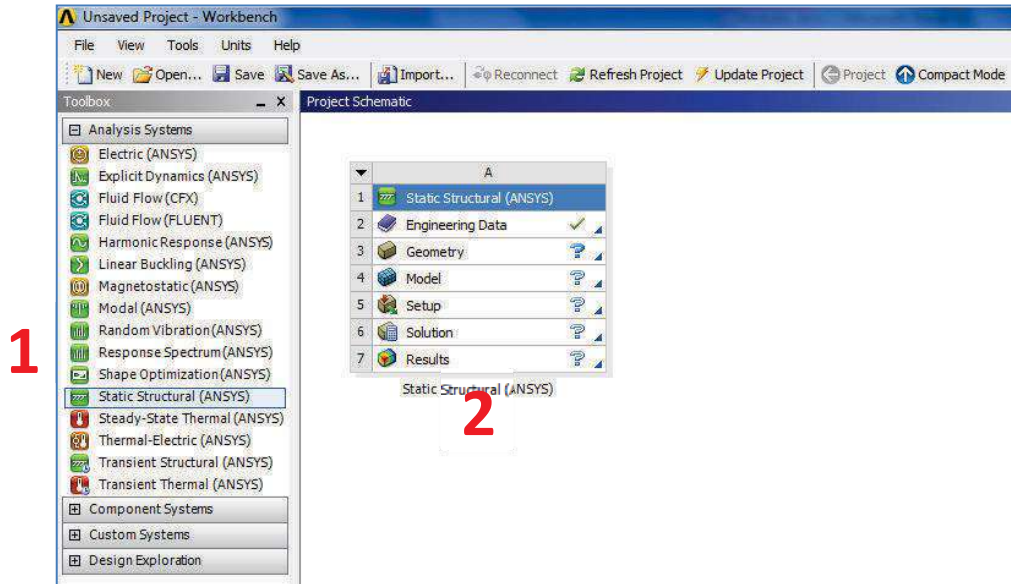 Unsaved Project - Workbench
File View Tools Units Help
New Open... Save Save As... Import... Reconnect Refresh Project Update Project Project Compact Mode
Toolbox
Project Schematic
Analysis Systems
Electric (ANSYS)
Explicit Dynamics (ANSYS)
Fluid Flow (CFX)
Fluid Flow (FLUENT)
Harmonic Response (ANSYS)
Linear Buckling (ANSYS)
Magnetostatic (ANSYS)
Modal (ANSYS)
Random Vibration (ANSYS)
Response Spectrum (ANSYS)
Shape Optimization (ANSYS)
Static Structural (ANSYS)
Steady-State Thermal (ANSYS)
Thermal-Electric (ANSYS)
Transient Structural (ANSYS)
Transient Thermal (ANSYS)
Component Systems
Custom Systems
Design Exploration
1
A
1 Static Structural (ANSYS)
2 Engineering Data
3 Geometry
4 Model
5 Setup
6 Solution
7 Results
Static Structural (ANSYS)
2